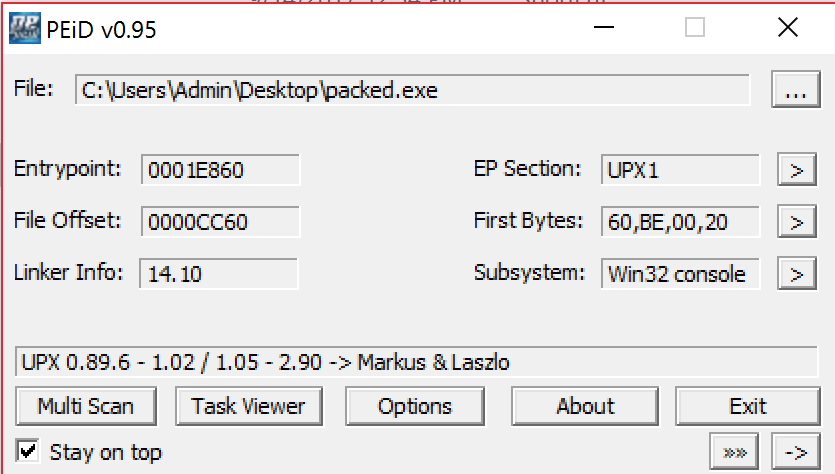 PEiD v0.95
File: C:\Users\Admin\Desktop\packed.exe ...
Entrypoint: 0001E860 EP Section: UPX1 >
File Offset: 0000CC60 First Bytes: 60,BE,00,20 >
Linker Info: 14.10 Subsystem: Win32 console >
UPX 0.89.6 - 1.02 / 1.05 - 2.90 -> Markus & Laszlo
Multi Scan Task Viewer Options About Exit
Stay on top »» ->